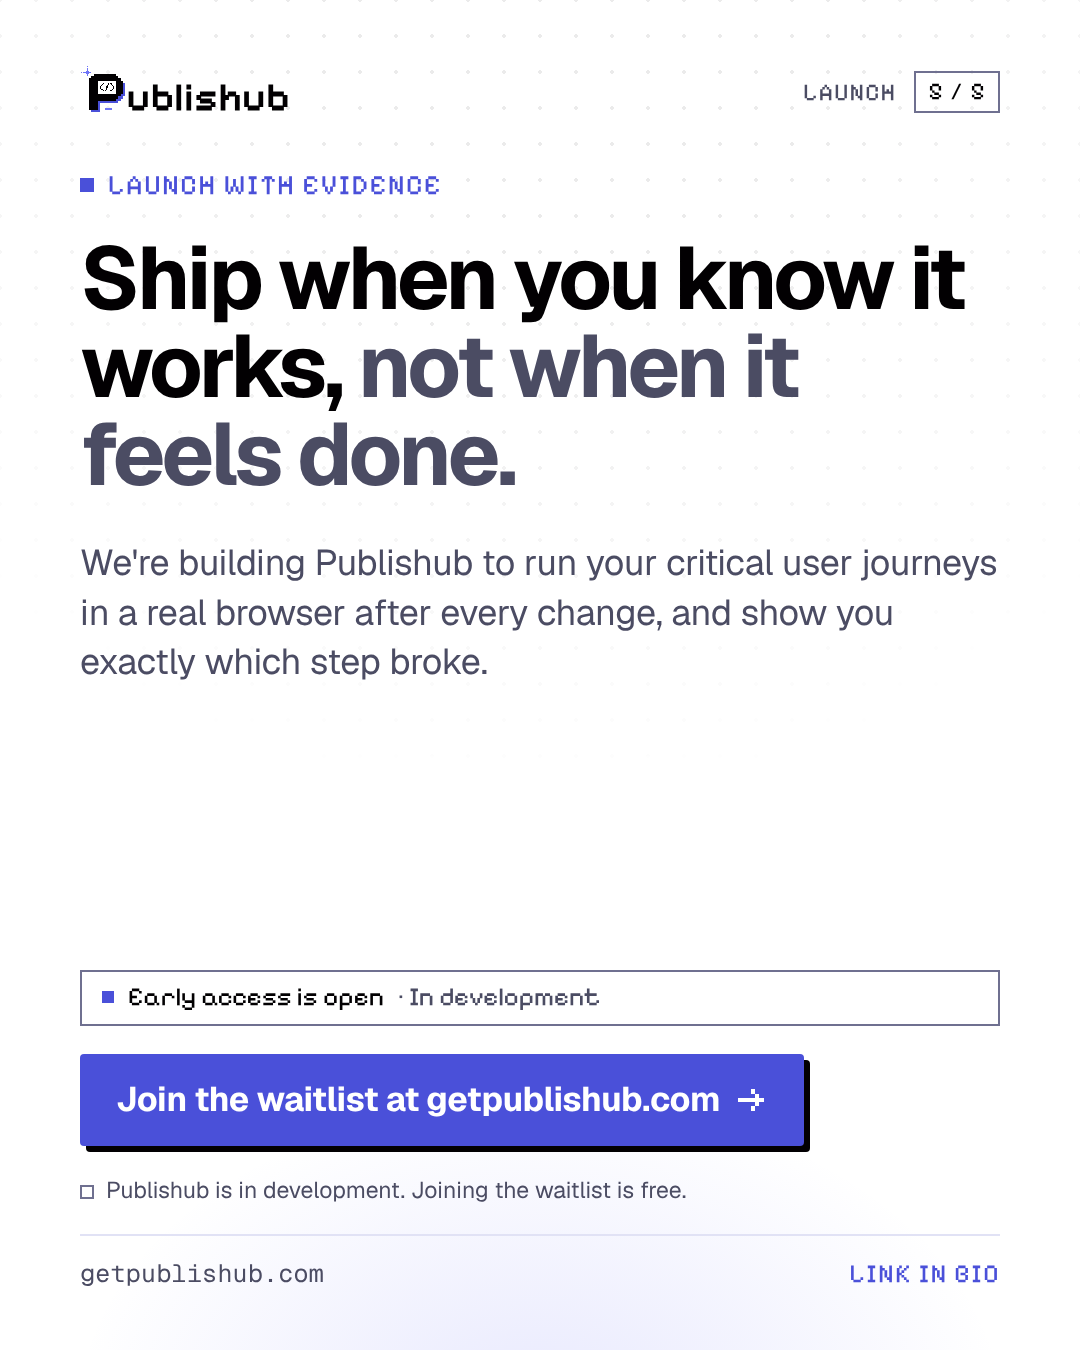 Publishub
LAUNCH
LAUNCH WITH EVIDENCE
Ship when you know it
works, not when it
feels done.
We're building Publishub to run your critical user journeys
in a real browser after every change, and show you
exactly which step broke.
Early access is open · In development
Join the waitlist at getpublishub.com →
Publishub is in development. Joining the waitlist is free.
getpublishub.com
LINK IN BIO